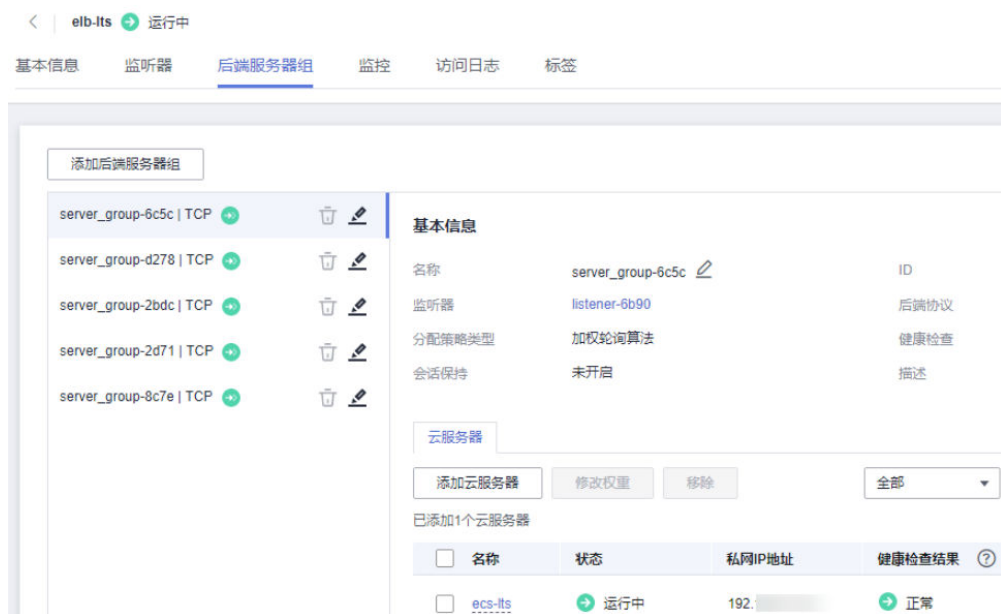 elb-lts 运行中
基本信息 监听器 后端服务器组 监控 访问日志 标签
添加后端服务器组
server_group-6c5c | TCP
server_group-d278 | TCP
server_group-2bdc | TCP
server_group-2d71 | TCP
server_group-8c7e | TCP
基本信息
名称 server_group-6c5c ID
监听器 listener-6b90 后端协议
分配策略类型 加权轮询算法 健康检查
会话保持 未开启 描述
云服务器
添加云服务器 修改权重 移除 全部
已添加1个云服务器
名称 状态 私网IP地址 健康检查结果 ?
ecs-lts 运行中 192. 正常